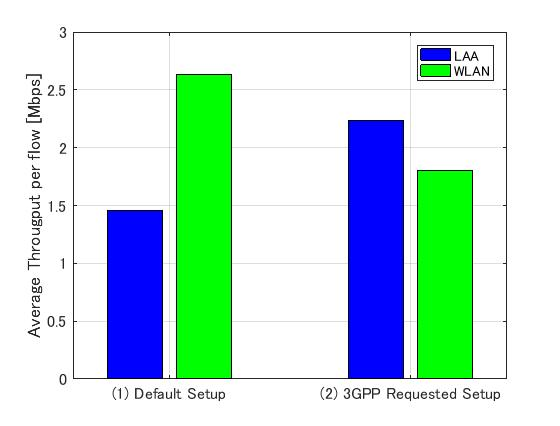 3
2.5
2
1.5
1
0.5
0
Average Througput per flow [Mbps]
LAA
WLAN
(1) Default Setup
(2) 3GPP Requested Setup